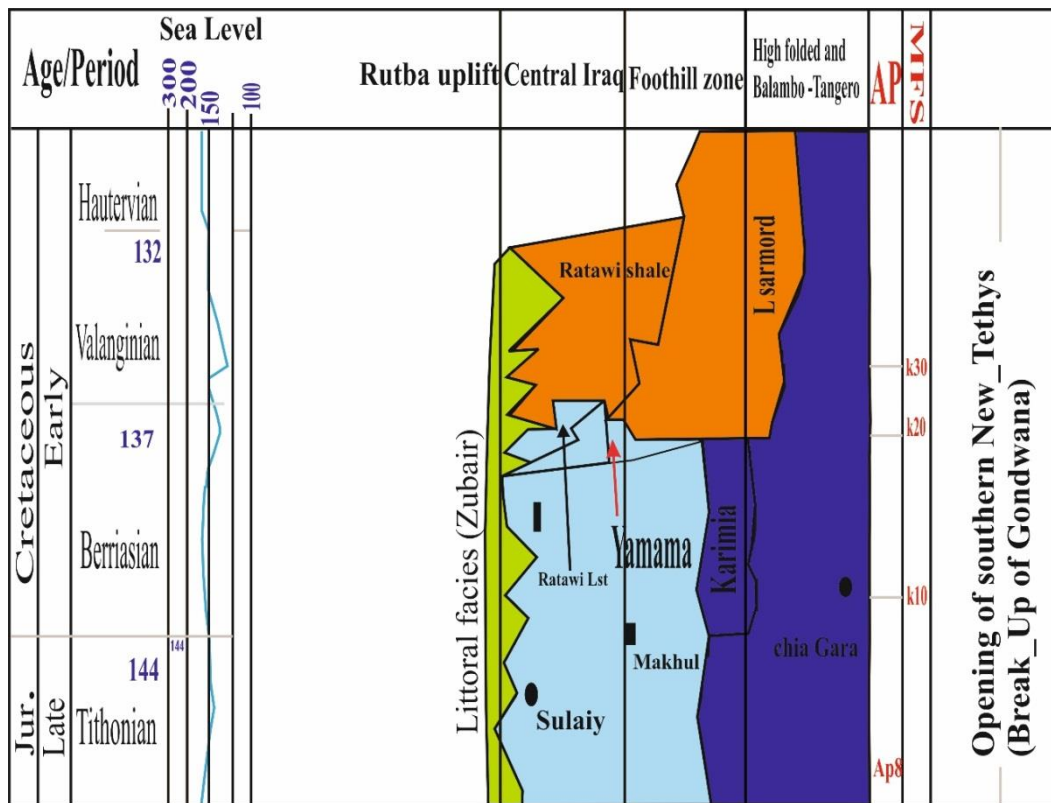 Age/Period
Sea Level
300
200
150
100
Rutba uplift
Central Iraq
Foothill zone
High folded and
Balambo -Tangero
AP
MFS
Hautervian
132
Valanginian
137
Berriasian
144
144
Tithonian
Cretaceous
Early
Jur.
Late
Littoral facies (Zubair)
Ratawi shale
L sarmord
Ratawi Lst
Yamama
Karimia
Makhul
Sulaiy
chia Gara
k30
k20
k10
Ap8
Opening of southern New_Tethys
(Break_Up of Gondwana)